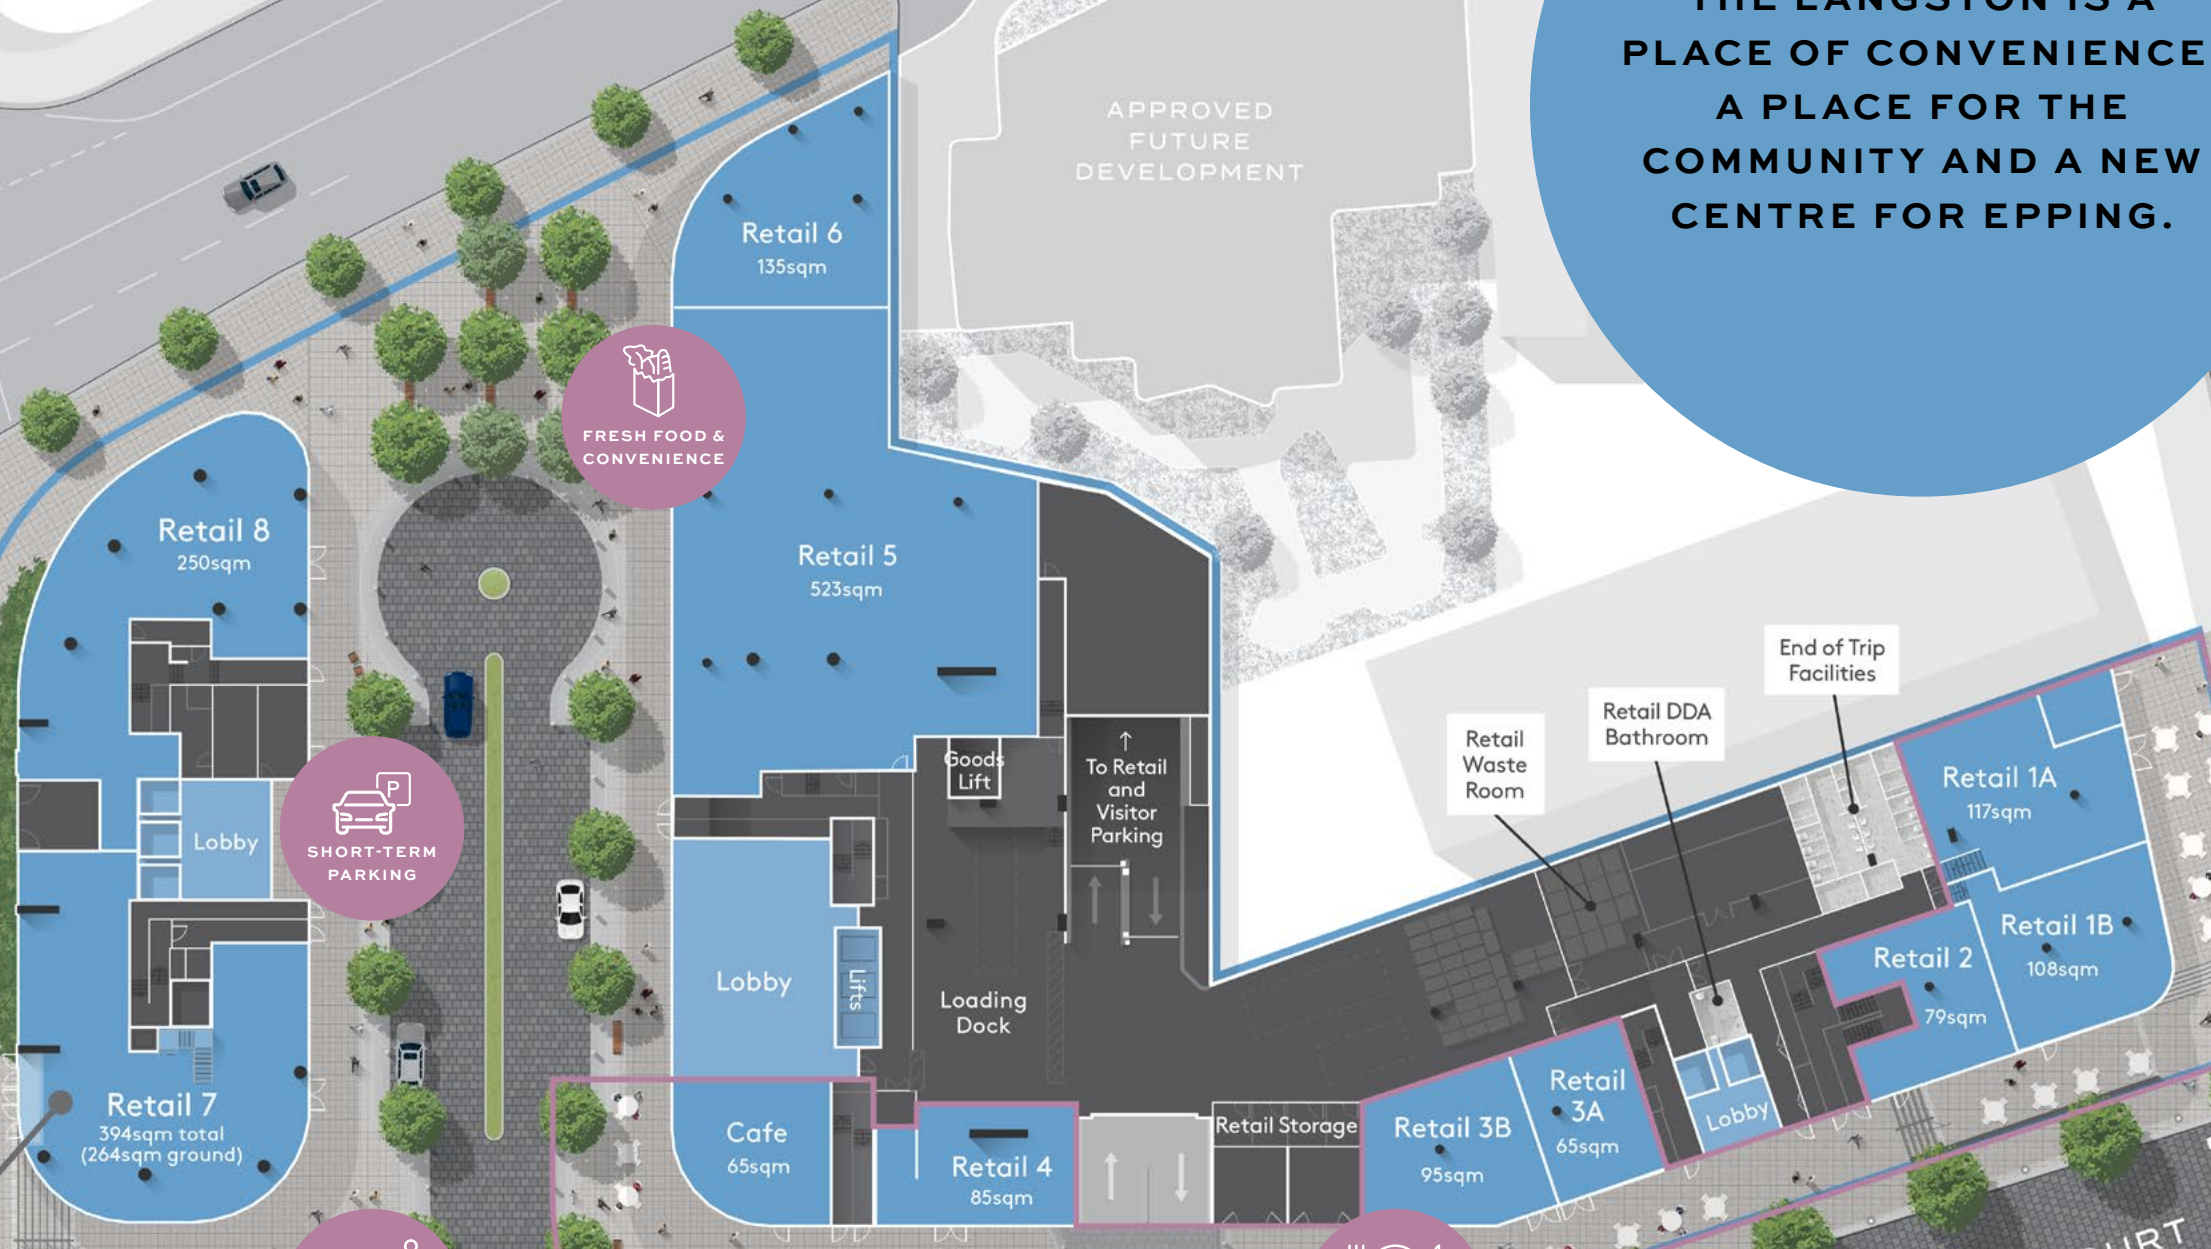 THE LANGSTON IS A
PLACE OF CONVENIENCE
A PLACE FOR THE
COMMUNITY AND A NEW
CENTRE FOR EPPING.
APPROVED
FUTURE
DEVELOPMENT
Retail 6
135sqm
FRESH FOOD &
CONVENIENCE
Retail 8
250sqm
Retail 5
523sqm
End of Trip
Facilities
Retail DDA
Bathroom
Retail
Waste
Room
Goods
Lift
To Retail
and
Visitor
Parking
Retail 1A
117sqm
P
SHORT-TERM
PARKING
Lobby
Retail 1B
108sqm
Retail 2
79sqm
Lobby
Lifts
Loading
Dock
Retail 7
394sqm total
(264sqm ground)
Cafe
65sqm
Retail 4
85sqm
Retail Storage
Retail 3B
95sqm
Retail
3A
65sqm
Lobby